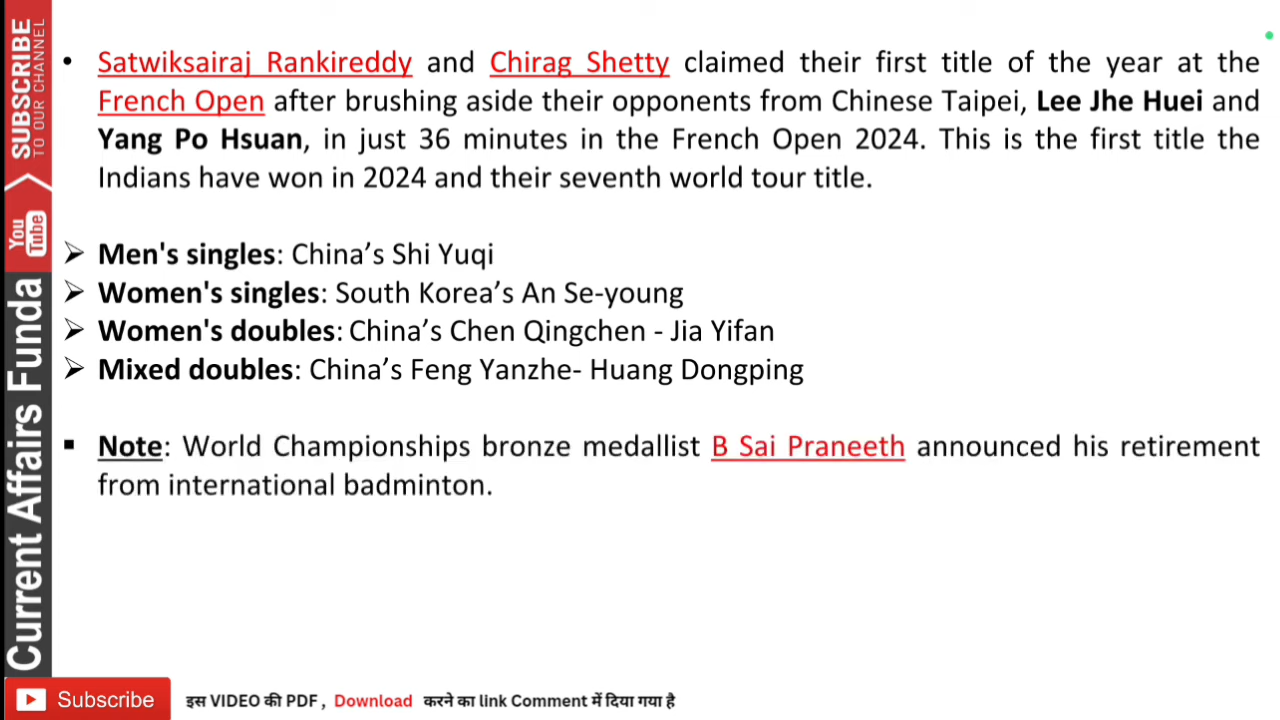 • Satwiksairaj Rankireddy and Chirag Shetty claimed their first title of the year at the
French Open after brushing aside their opponents from Chinese Taipei, Lee Jhe Huei and
Yang Po Hsuan, in just 36 minutes in the French Open 2024. This is the first title the
Indians have won in 2024 and their seventh world tour title.
➢ Men's singles: China’s Shi Yuqi
➢ Women's singles: South Korea’s An Se-young
➢ Women's doubles: China’s Chen Qingchen - Jia Yifan
➢ Mixed doubles: China’s Feng Yanzhe- Huang Dongping
▪ Note: World Championships bronze medallist B Sai Praneeth announced his retirement
from international badminton.
SUBSCRIBE
TO OUR CHANNEL
You Tube
Current Affairs Funda
Subscribe
इस VIDEO की PDF , Download करने का link Comment में दिया गया है